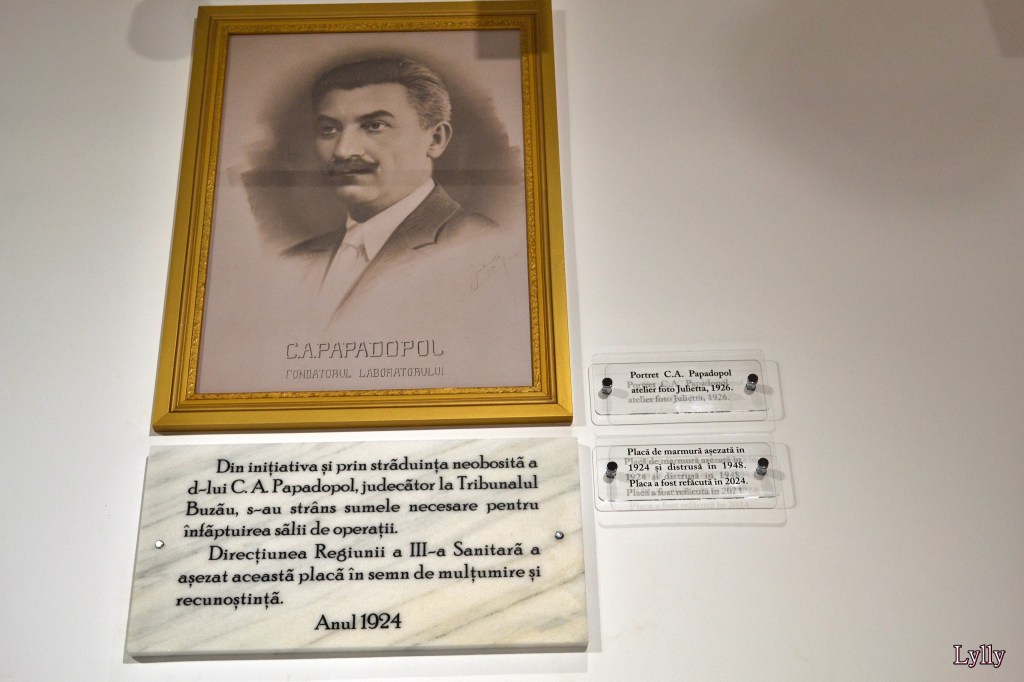 C.A.PAPADOPOL
FONDATORUL LABORATORULUI
Portret C.A. Papadopol
atelier foto Julietta, 1926.
Placă de marmură așezată în
1924 și distrusă în 1948.
Placa a fost refăcută în 2024.
Din inițiativa și prin străduința neobosită a
d-lui C. A. Papadopol, judecător la Tribunalul
Buzău, s-au strâns sumele necesare pentru
înfăptuirea sălii de operații.
Direcțiunea Regiunii a III-a Sanitară a
așezat această placă în semn de mulțumire și
recunoștință.
Anul 1924
Lylly